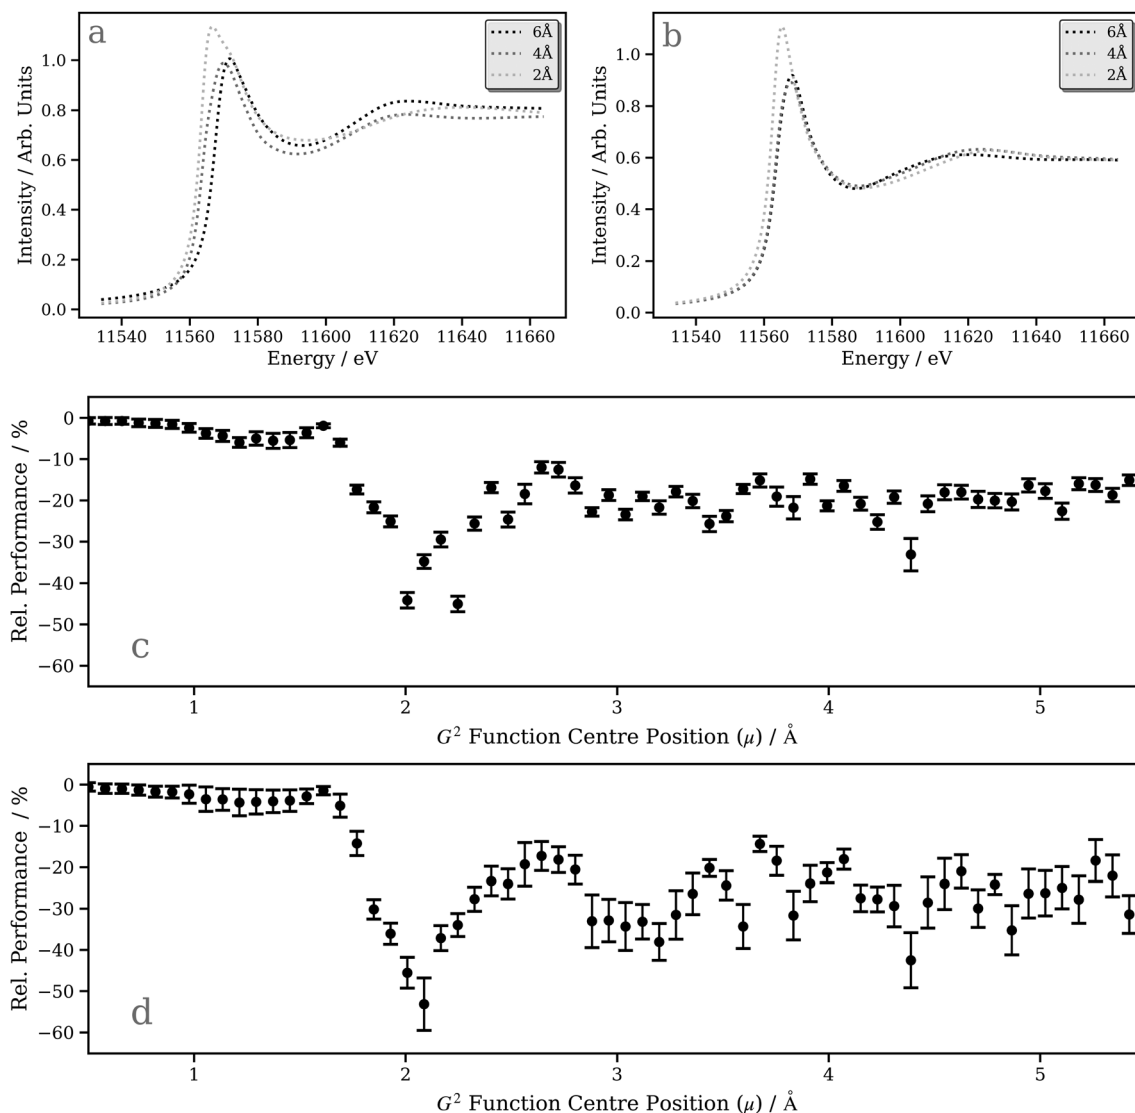 a
6Å
4Å
2Å
Intensity / Arb. Units
1.0
0.8
0.6
0.4
0.2
0.0
11540 11560 11580 11600 11620 11640 11660
Energy / eV
b
6Å
4Å
2Å
Intensity / Arb. Units
1.0
0.8
0.6
0.4
0.2
0.0
11540 11560 11580 11600 11620 11640 11660
Energy / eV
c
Rel. Performance / %
0
−10
−20
−30
−40
−50
−60
1 2 3 4 5
G² Function Centre Position (μ) / Å
d
Rel. Performance / %
0
−10
−20
−30
−40
−50
−60
1 2 3 4 5
G² Function Centre Position (μ) / Å